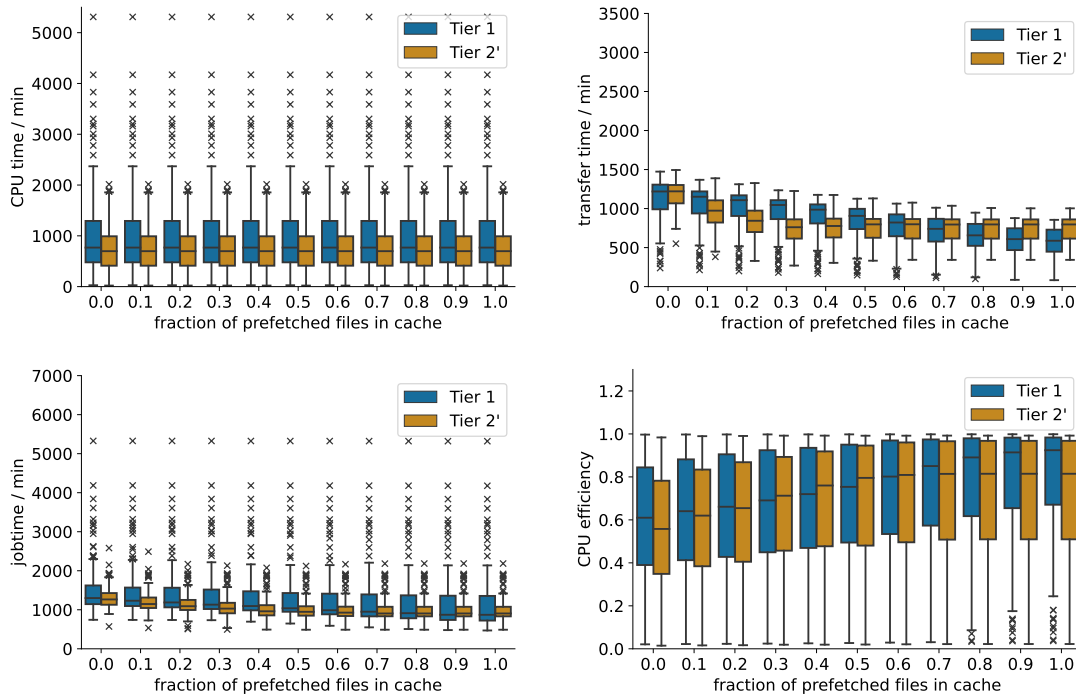 CPU time / min
5000
4000
3000
2000
1000
0
Tier 1
Tier 2'
0.0 0.1 0.2 0.3 0.4 0.5 0.6 0.7 0.8 0.9 1.0
fraction of prefetched files in cache
transfer time / min
3500
3000
2500
2000
1500
1000
500
0
Tier 1
Tier 2'
0.0 0.1 0.2 0.3 0.4 0.5 0.6 0.7 0.8 0.9 1.0
fraction of prefetched files in cache
jobtime / min
7000
6000
5000
4000
3000
2000
1000
0
Tier 1
Tier 2'
0.0 0.1 0.2 0.3 0.4 0.5 0.6 0.7 0.8 0.9 1.0
fraction of prefetched files in cache
CPU efficiency
1.2
1.0
0.8
0.6
0.4
0.2
0.0
Tier 1
Tier 2'
0.0 0.1 0.2 0.3 0.4 0.5 0.6 0.7 0.8 0.9 1.0
fraction of prefetched files in cache